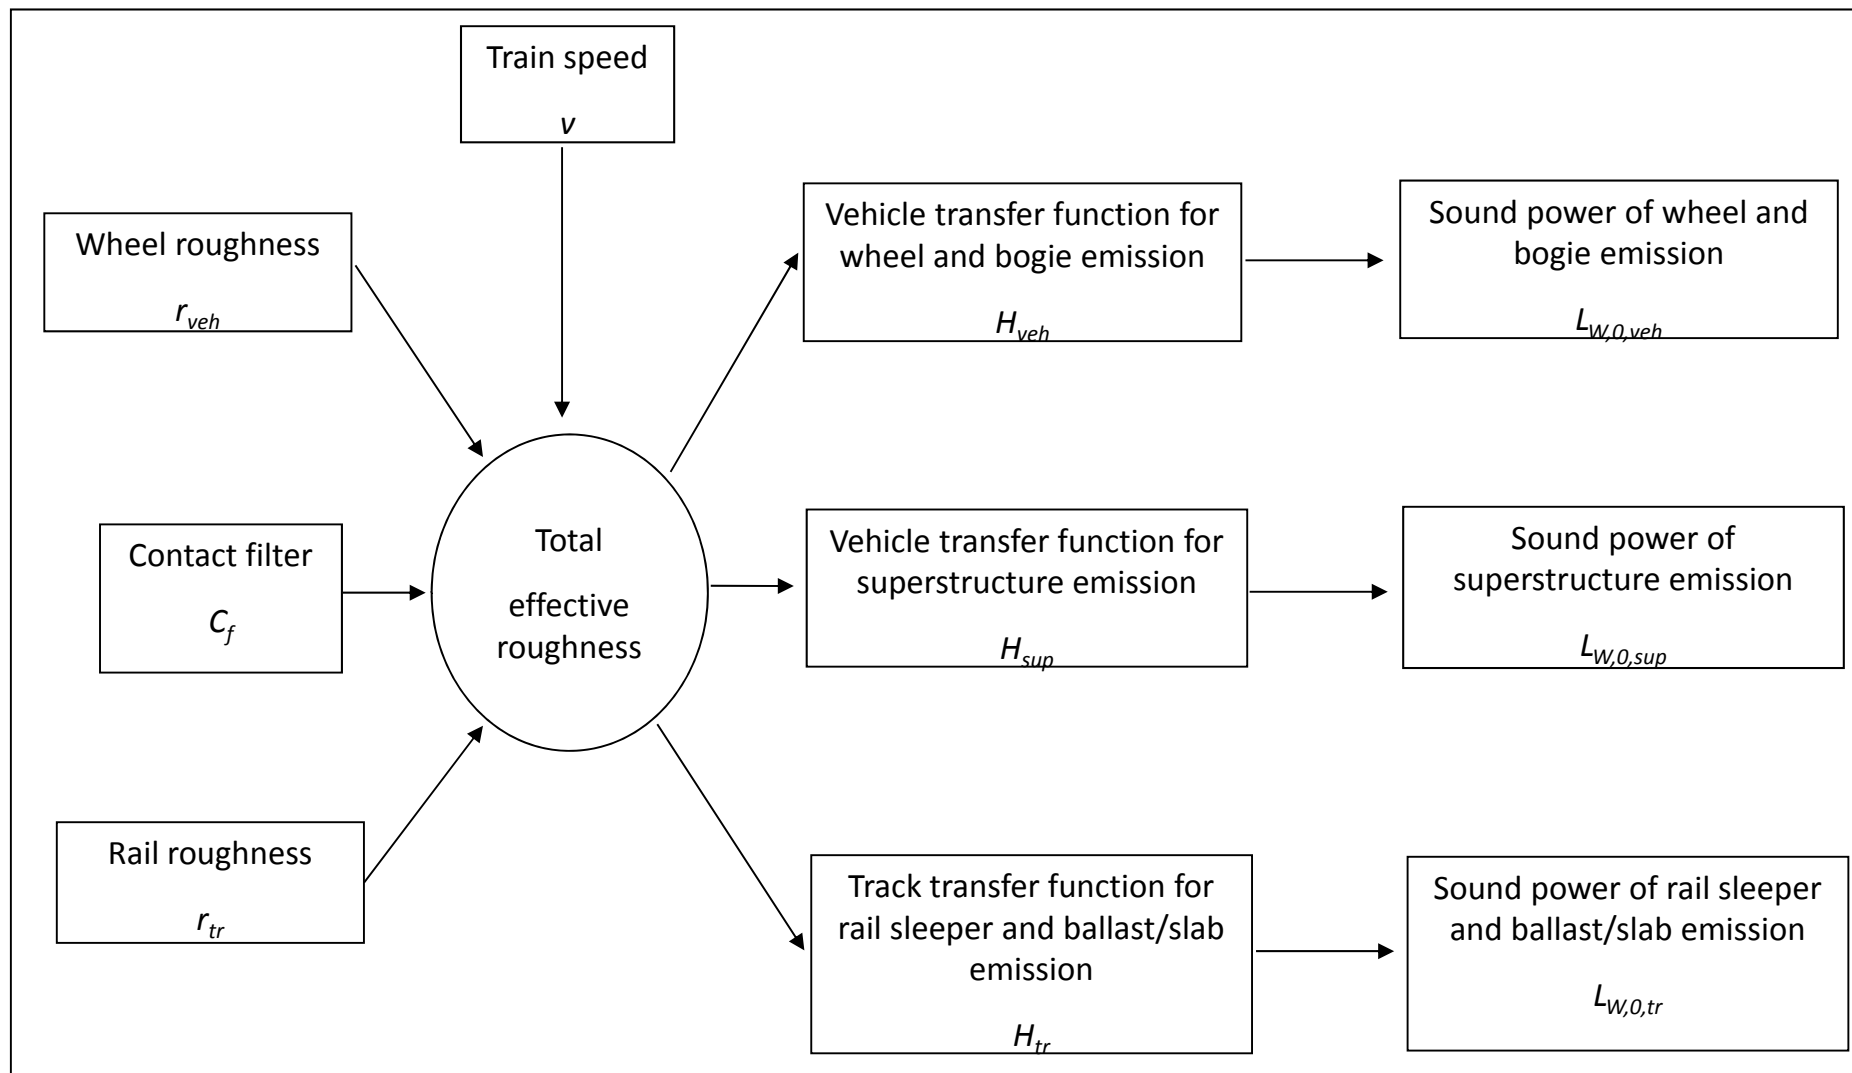 Train speed
v
Wheel roughness
r_veh
Contact filter
C_f
Rail roughness
r_tr
Total
effective
roughness
Vehicle transfer function for
wheel and bogie emission
H_veh
Sound power of wheel and
bogie emission
L_W,0,veh
Vehicle transfer function for
superstructure emission
H_sup
Sound power of
superstructure emission
L_W,0,sup
Track transfer function for
rail sleeper and ballast/slab
emission
H_tr
Sound power of rail sleeper
and ballast/slab emission
L_W,0,tr